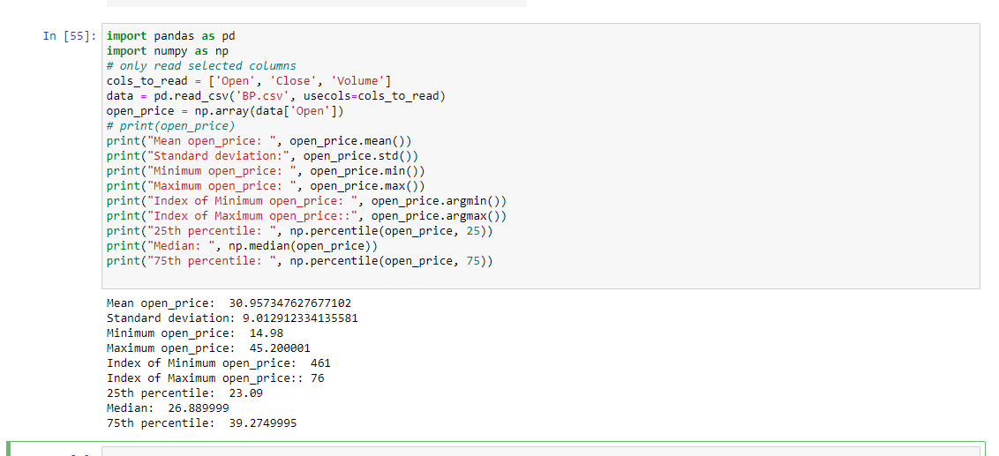 In [55]: import pandas as pd
import numpy as np
# only read selected columns
cols_to_read = ['Open', 'Close', 'Volume']
data = pd.read_csv('BP.csv', usecols=cols_to_read)
open_price = np.array(data['Open'])
# print(open_price)
print("Mean open_price: ", open_price.mean())
print("Standard deviation:", open_price.std())
print("Minimum open_price: ", open_price.min())
print("Maximum open_price: ", open_price.max())
print("Index of Minimum open_price: ", open_price.argmin())
print("Index of Maximum open_price::", open_price.argmax())
print("25th percentile: ", np.percentile(open_price, 25))
print("Median: ", np.median(open_price))
print("75th percentile: ", np.percentile(open_price, 75))
Mean open_price:  30.957347627677102
Standard deviation: 9.012912334135581
Minimum open_price:  14.98
Maximum open_price:  45.200001
Index of Minimum open_price:  461
Index of Maximum open_price:: 76
25th percentile:  23.09
Median:  26.889999
75th percentile:  39.2749995